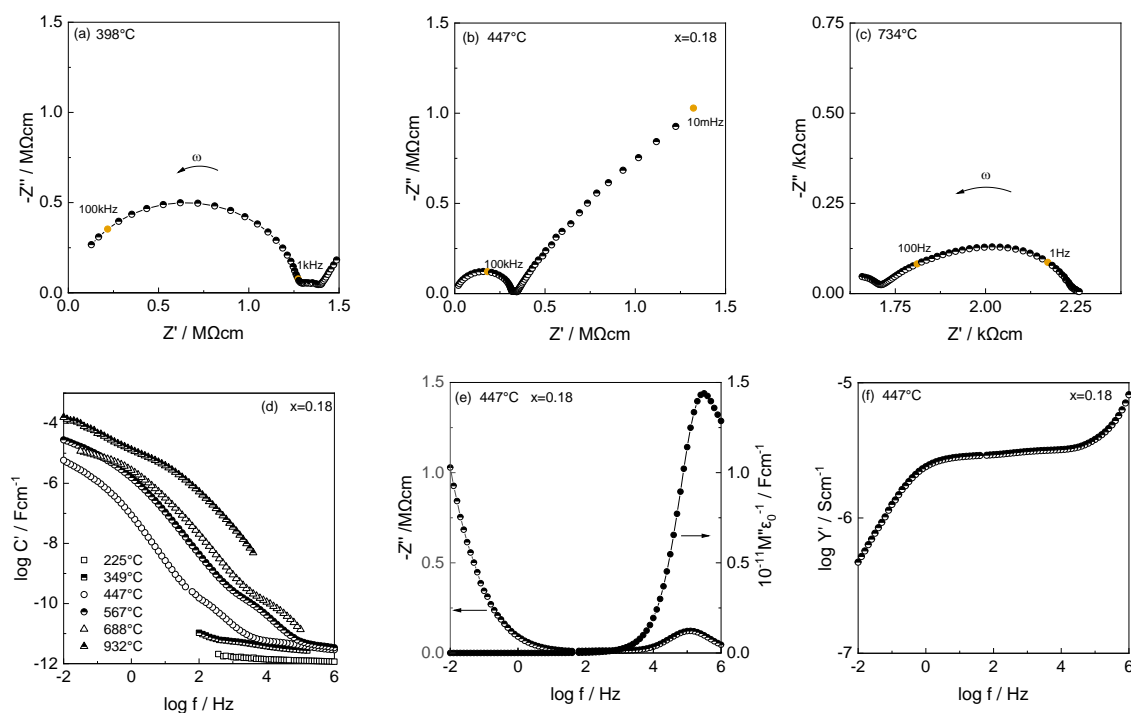 (a) 398°C
1.5
1.0
0.5
0.0
-Z" / MΩcm
100kHz
ω
1kHz
0.0 0.5 1.0 1.5
Z' / MΩcm
(b) 447°C x=0.18
1.5
1.0
0.5
0.0
-Z" /MΩcm
10mHz
100kHz
0.0 0.5 1.0 1.5
Z' / MΩcm
(c) 734°C
0.75
0.50
0.25
0.00
-Z" /kΩcm
ω
100Hz
1Hz
1.75 2.00 2.25
Z' / kΩcm
(d) x=0.18
-4
-6
-8
-10
-12
log C' / Fcm-1
225°C
349°C
447°C
567°C
688°C
932°C
-2 0 2 4 6
log f / Hz
(e) 447°C x=0.18
1.5
1.0
0.5
0.0
-Z" /MΩcm
1.5
1.0
0.5
0.0
10-11M"ε0-1 / Fcm-1
-2 0 2 4 6
log f / Hz
(f) 447°C x=0.18
-5
-6
-7
log Y' / Scm-1
-2 0 2 4 6
log f / Hz